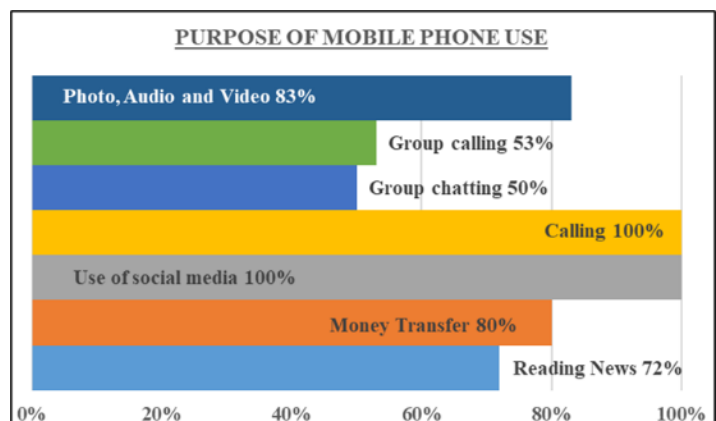 PURPOSE OF MOBILE PHONE USE
Photo, Audio and Video 83%
Group calling 53%
Group chatting 50%
Calling 100%
Use of social media 100%
Money Transfer 80%
Reading News 72%
0% 20% 40% 60% 80% 100%